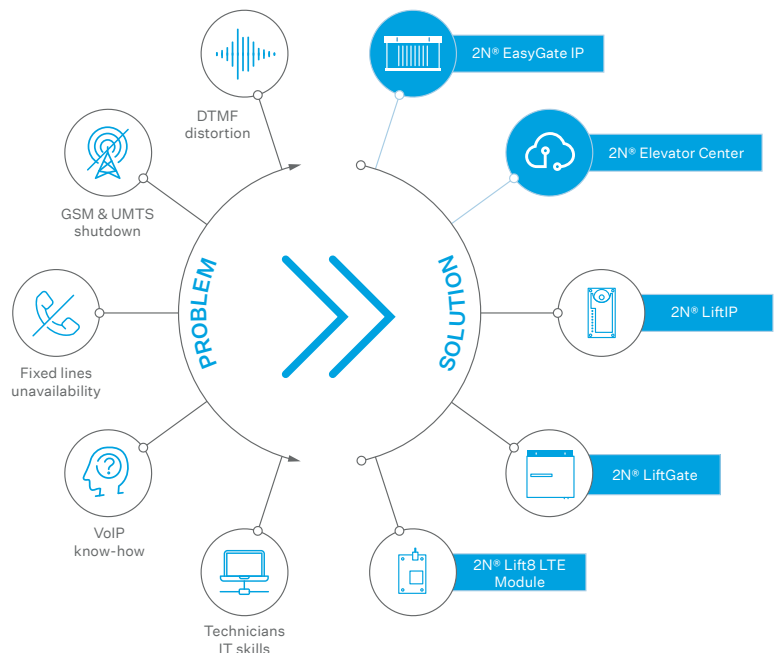 DTMF
distortion
GSM & UMTS
shutdown
Fixed lines
unavailability
VoIP
know-how
Technicians
IT skills
PROBLEM
SOLUTION
2N® EasyGate IP
2N® Elevator Center
2N® LiftIP
2N® LiftGate
2N® Lift8 LTE
Module